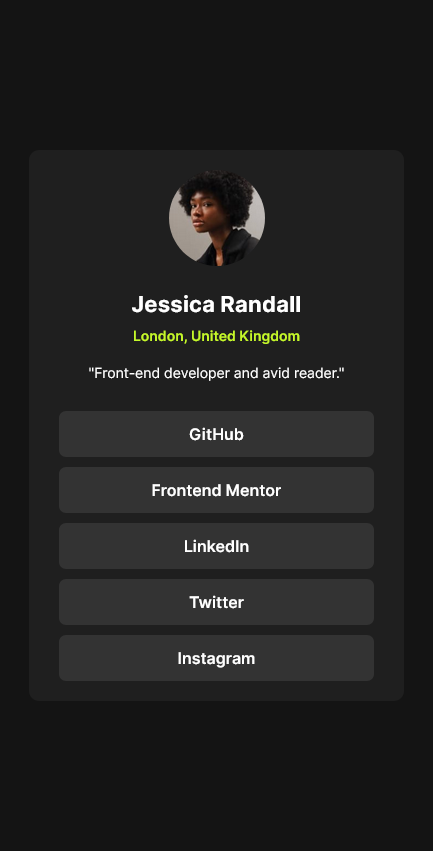 Jessica Randall
London, United Kingdom
"Front-end developer and avid reader."
GitHub
Frontend Mentor
LinkedIn
Twitter
Instagram